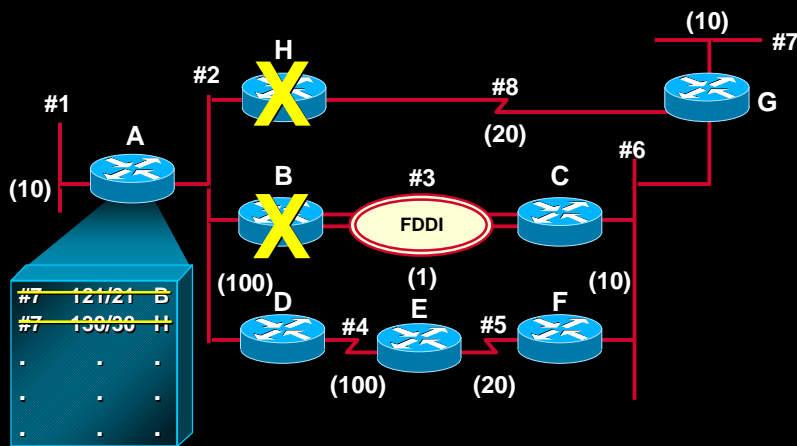 (10)
#7
H
#2
#8
G
#1
A
(20)
#6
(10)
B
#3
C
FDDI
(100)
(1)
(10)
D
E
F
#4
#5
(100)
(20)
#7 121/21 B
#7 130/30 H
. . .
. . .
. . .